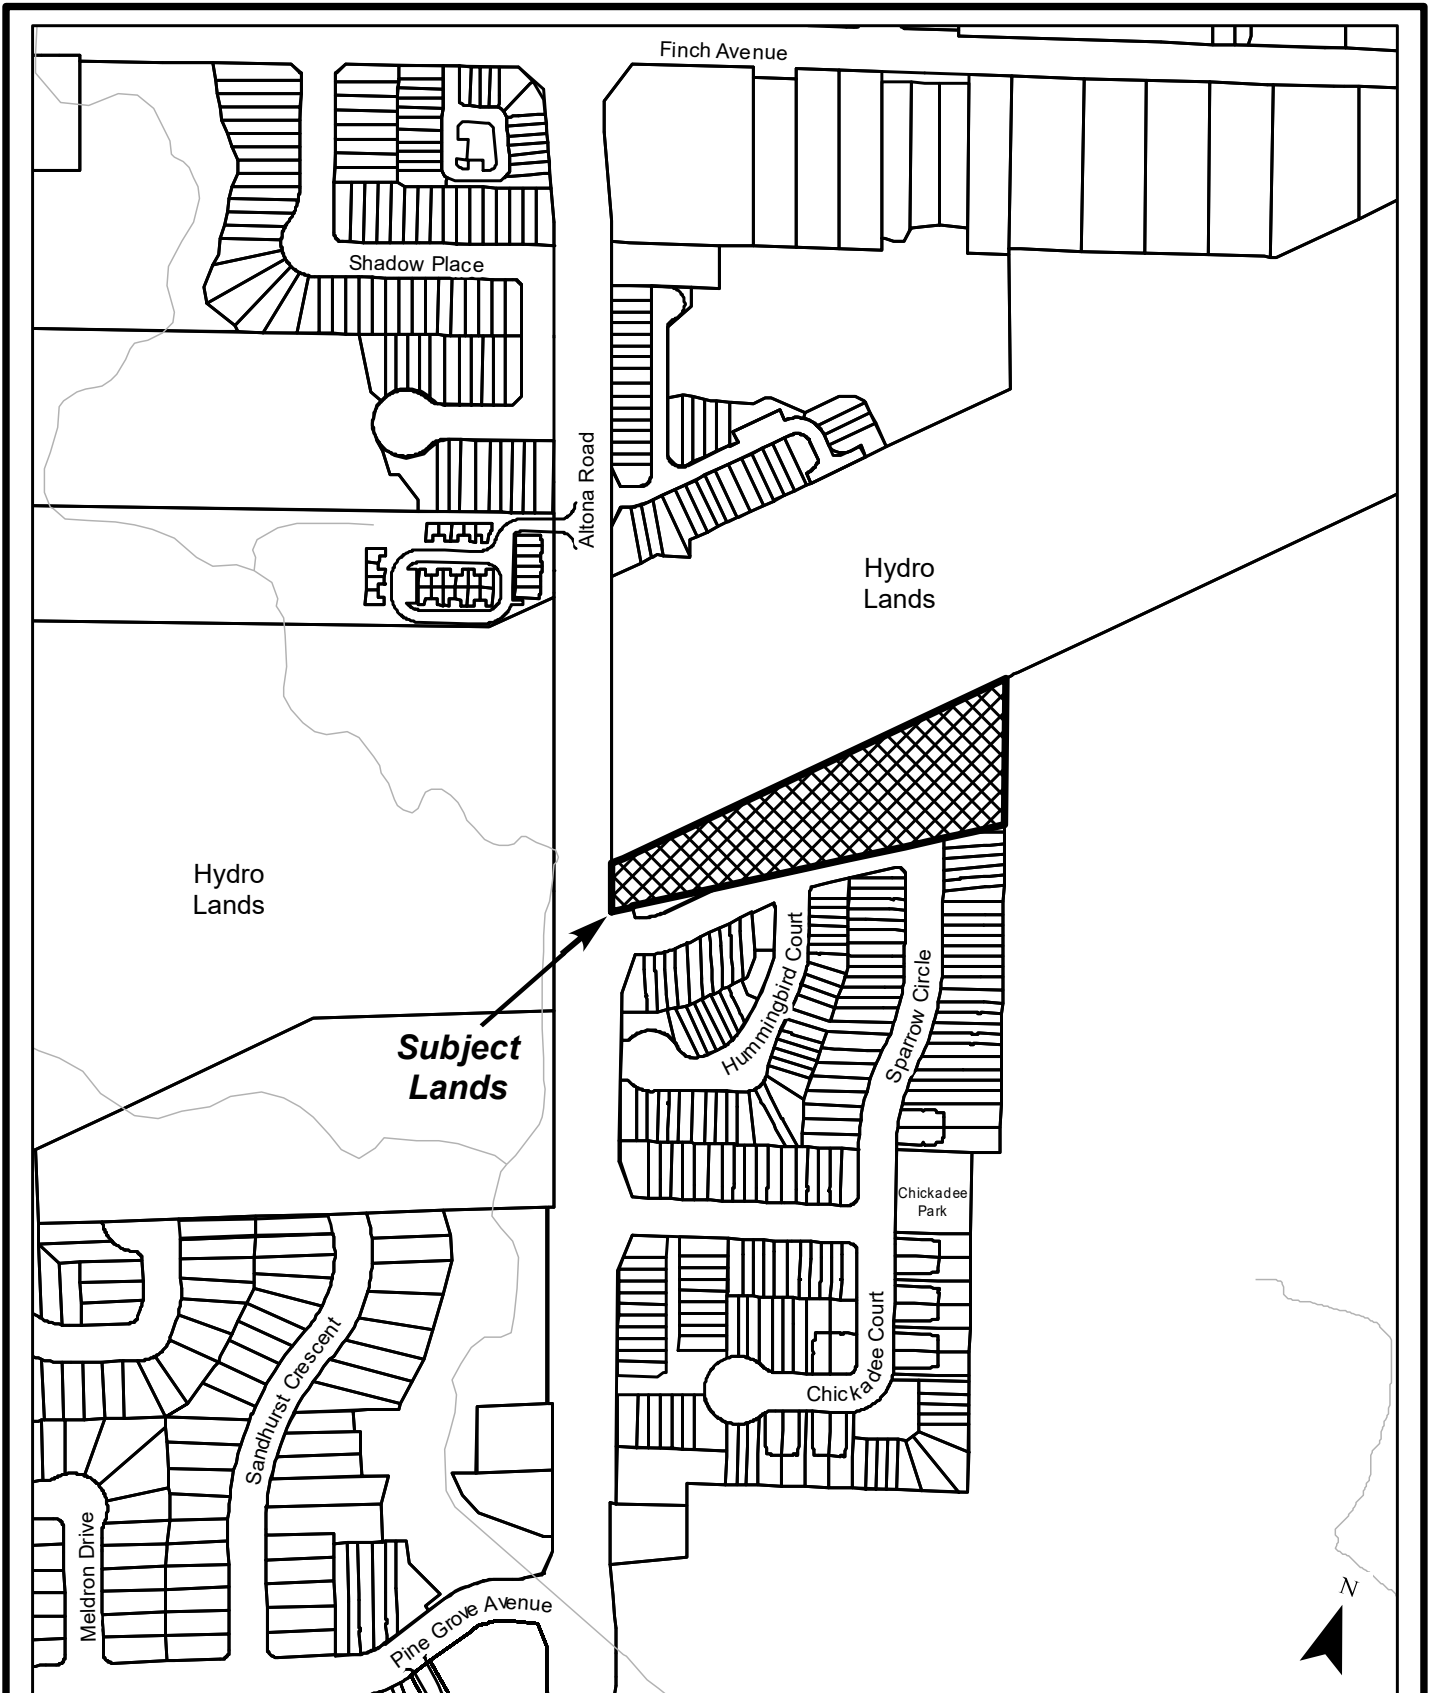 Finch Avenue
Shadow Place
Altona Road
Hydro
Lands
Hydro
Lands
Subject
Lands
Hummingbird Court
Sparrow Circle
Chickadee
Park
Chickadee Court
Sandhurst Crescent
Meldron Drive
Pine Grove Avenue
N